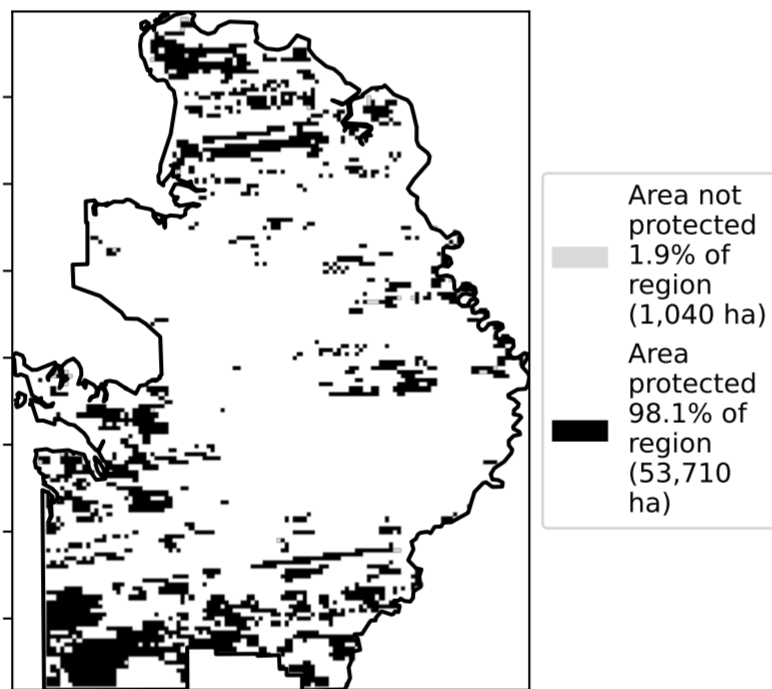 Area not
protected
1.9% of
region
(1,040 ha)
Area
protected
98.1% of
region
(53,710
ha)